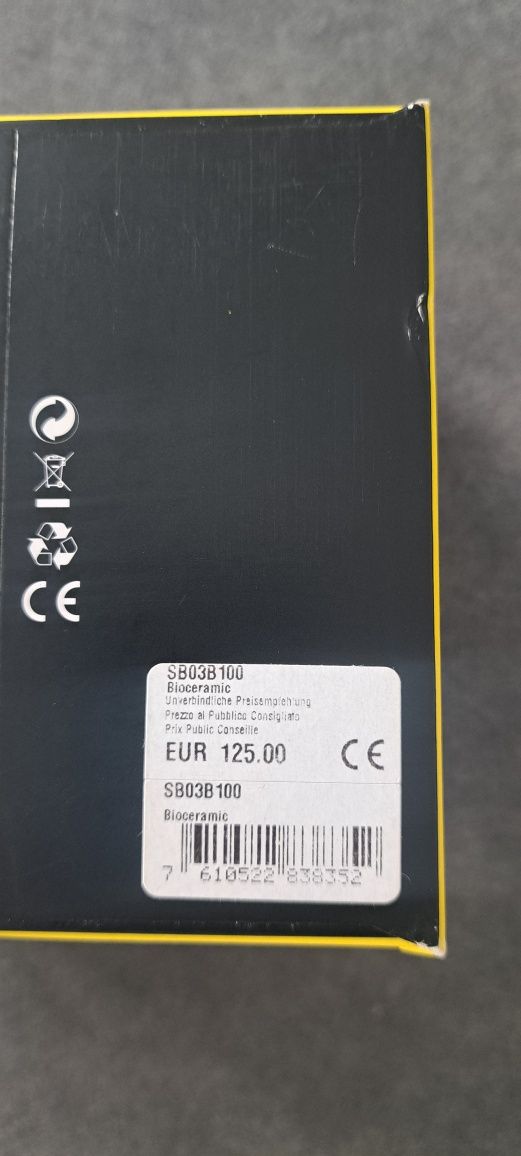 CE
SB03B100
Bioceramic
Unverbindliche Preisempfehlung
Prezzo al Pubblico Consigliato
Prix Public Conseille
EUR 125.00 CE
SB03B100
Bioceramic
7 610522 838352